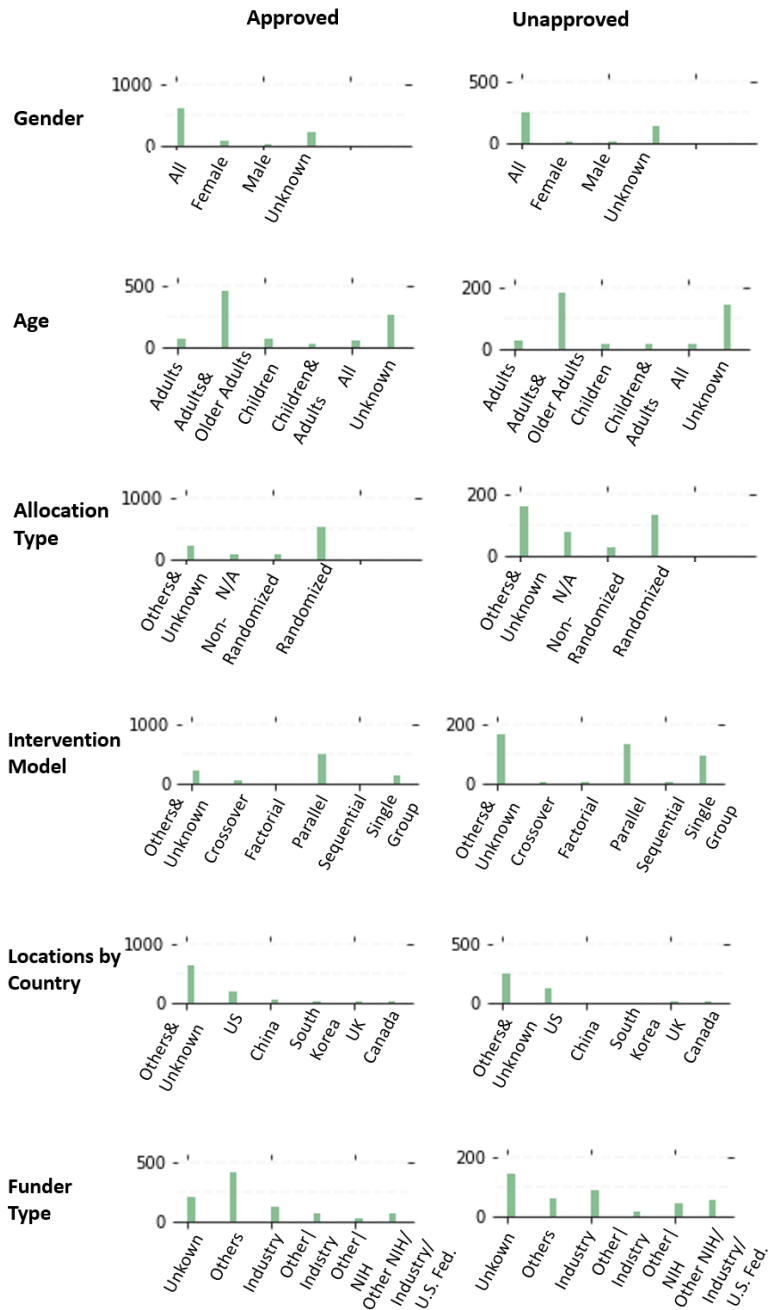 Approved Unapproved
Gender
1000
0
All Female Male Unknown
500
0
All Female Male Unknown
Age
500
0
Adults Adults& Older Adults Children Children& Adults All Unknown
200
0
Adults Adults& Older Adults Children Children& Adults All Unknown
Allocation
Type
1000
0
Others& Unknown N/A Non- Randomized Randomized
200
0
Others& Unknown N/A Non- Randomized Randomized
Intervention
Model
1000
0
Others& Unknown Crossover Factorial Parallel Sequential Single Group
200
0
Others& Unknown Crossover Factorial Parallel Sequential Single Group
Locations by
Country
1000
0
Others& Unknown US China South Korea UK Canada
500
0
Others& Unknown US China South Korea UK Canada
Funder
Type
500
0
Unkown Others Industry Other| Indstry Other| NIH Other NIH/ Industry/ U.S. Fed.
200
0
Unkown Others Industry Other| Indstry Other| NIH Other NIH/ Industry/ U.S. Fed.